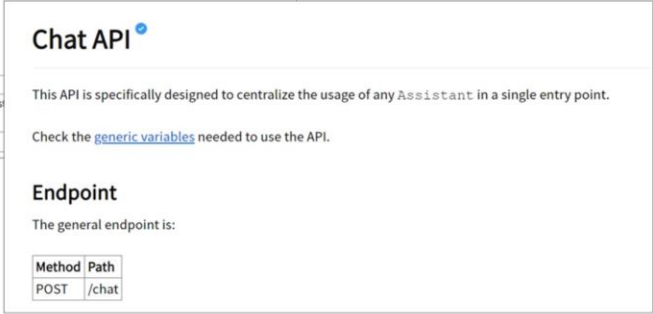 Chat API
This API is specifically designed to centralize the usage of any Assistant in a single entry point.
Check the generic variables needed to use the API.
Endpoint
The general endpoint is:
Method Path
POST /chat